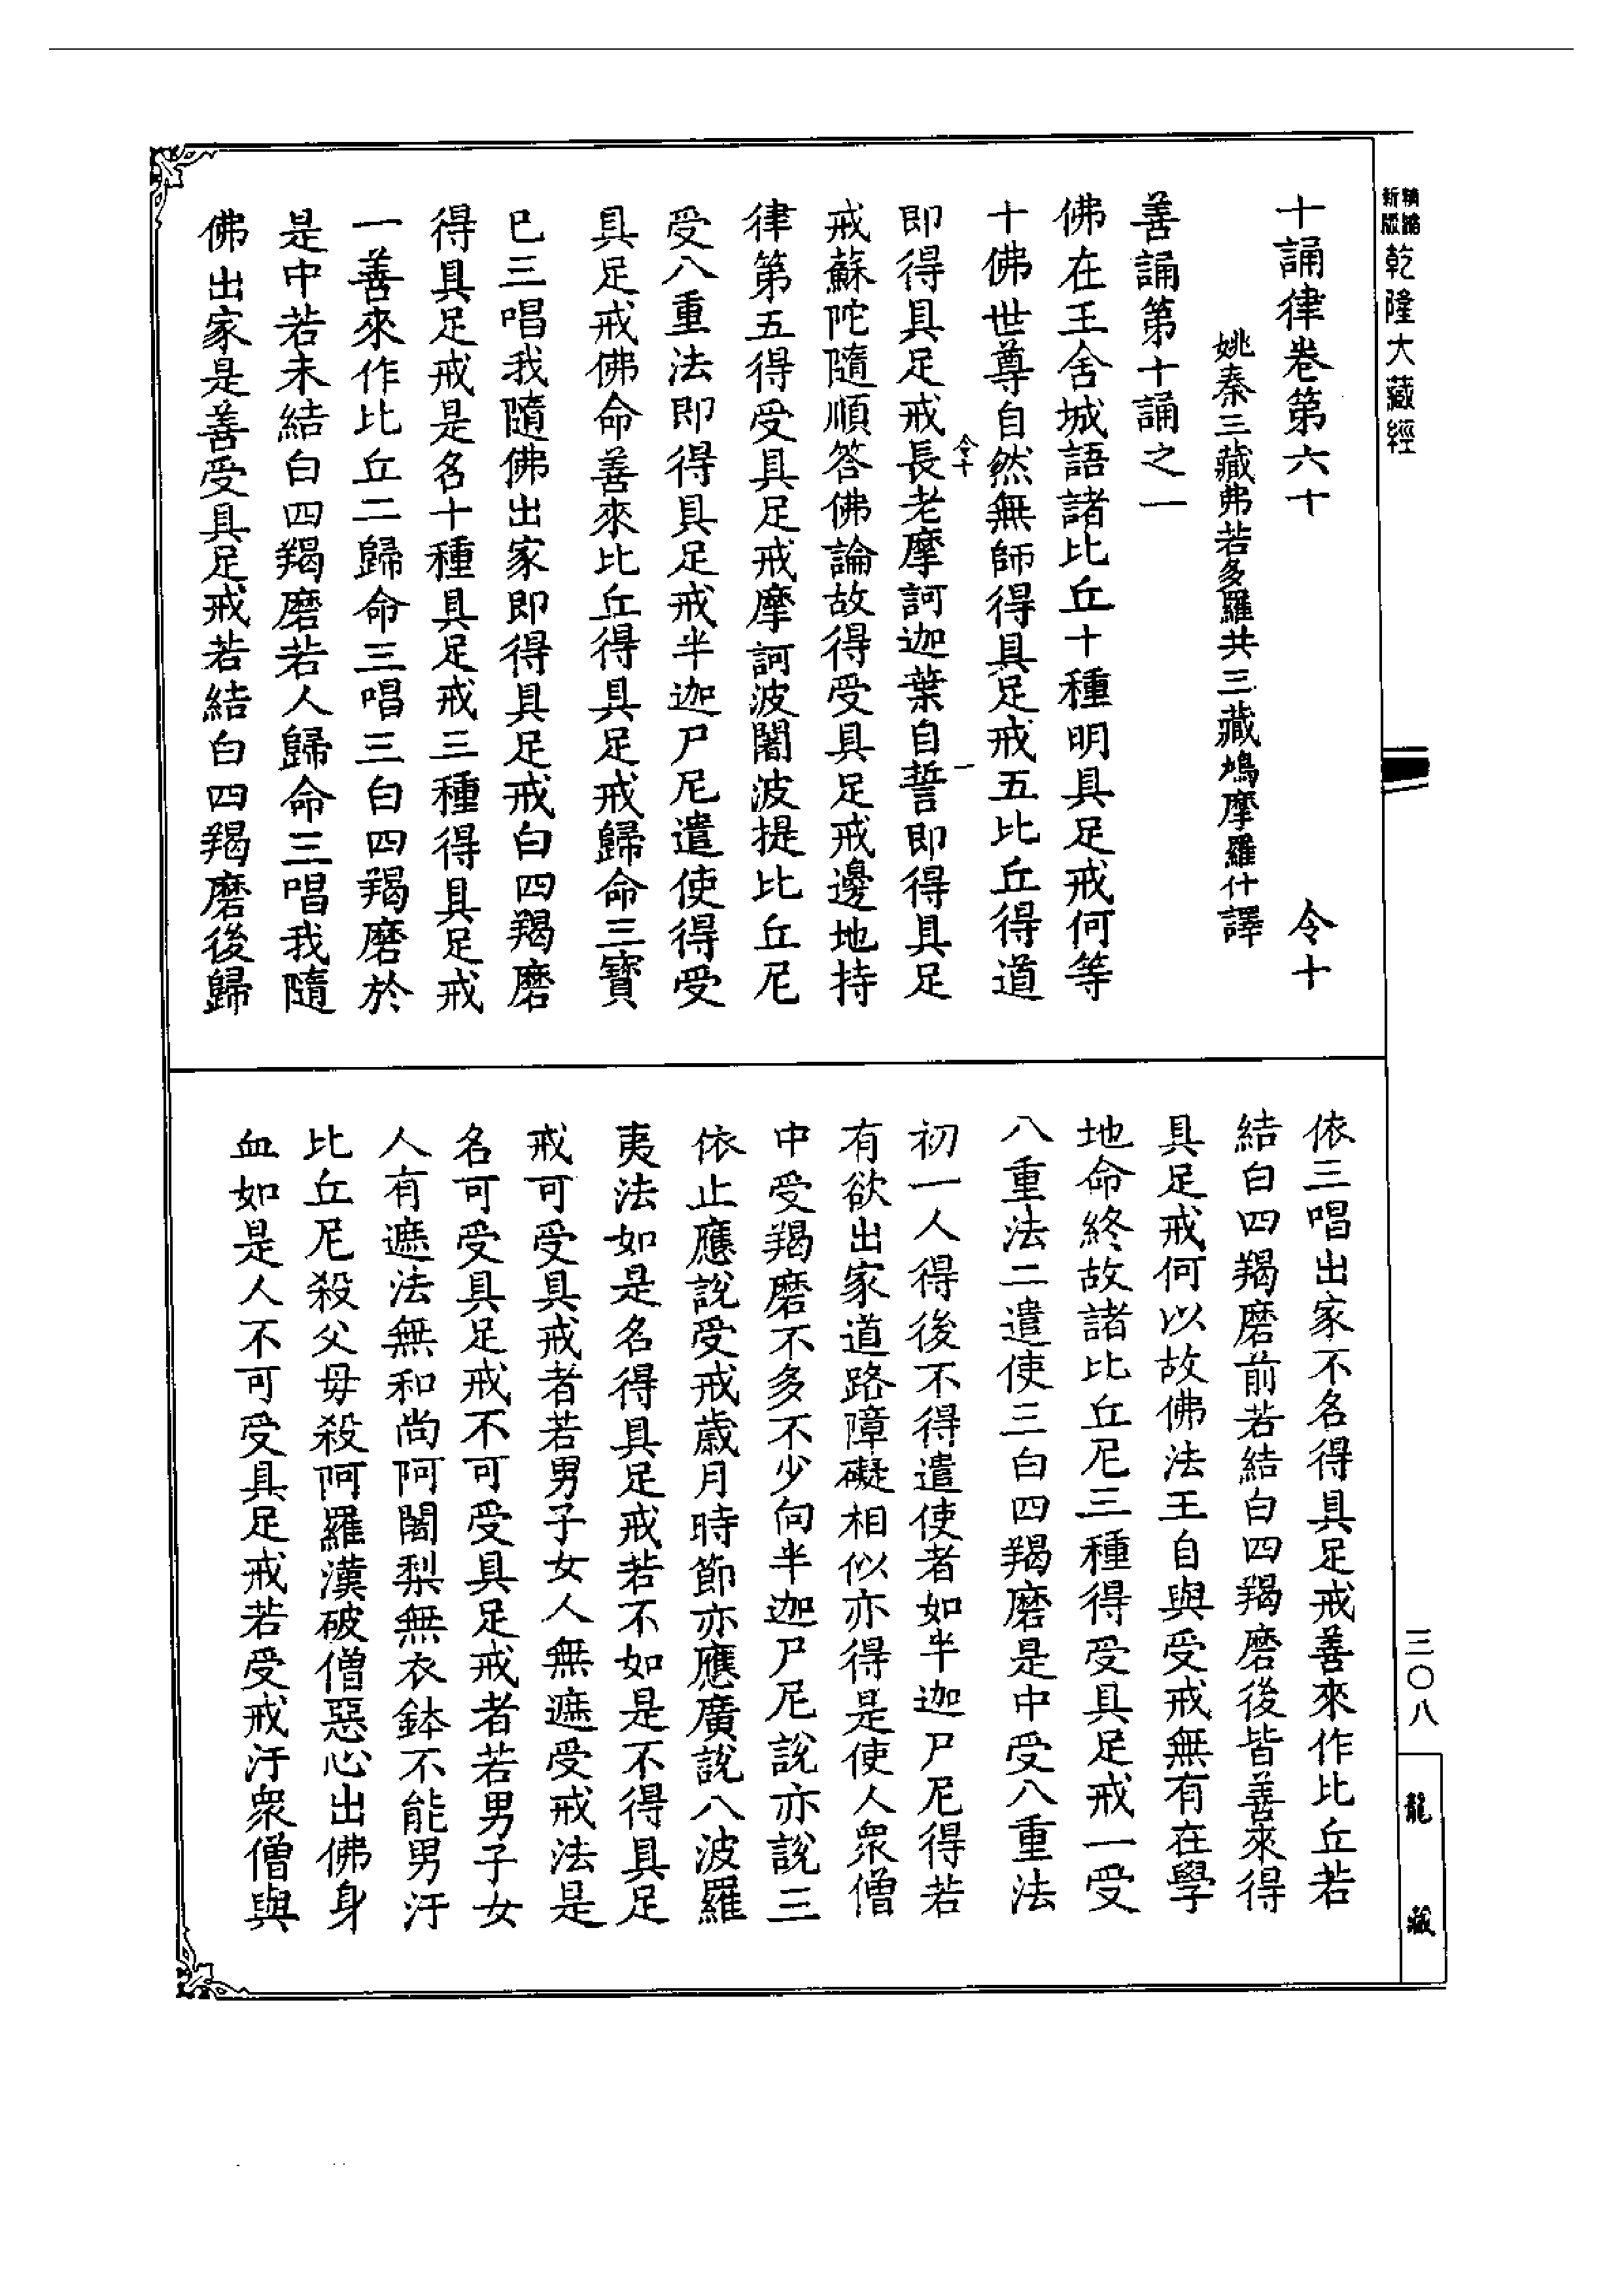 新版
精縮
乾隆大藏經
三〇八
龍藏
十誦律卷第六十　令十
姚秦三藏弗若多羅共三藏鳩摩羅什譯
善誦第十誦之一
佛在王舍城語諸比丘十種明具足戒何等
十佛世尊自然無師得具足戒五比丘得道
令十　一
即得具足戒長老摩訶迦葉自誓即得具足
戒蘇陀隨順答佛論故得受具足戒邊地持
律第五得受具足戒摩訶波闍波提比丘尼
受八重法即得具足戒半迦尸尼遣使得受
具足戒佛命善來比丘得具足戒歸命三寶
已三唱我隨佛出家即得具足戒白四羯磨
得具足戒是名十種具足戒三種得具足戒
一善來作比丘二歸命三唱三白四羯磨於
是中若未結白四羯磨若人歸命三唱我隨
佛出家是善受具足戒若結白四羯磨後歸
依三唱出家不名得具足戒善來作比丘若
結白四羯磨前若結白四羯磨後皆善來得
具足戒何以故佛法王自與受戒無有在學
地命終故諸比丘尼三種得受具足戒一受
八重法二遣使三白四羯磨是中受八重法
初一人得後不得遣使者如半迦尸尼得若
有欲出家道路障礙相似亦得是使人眾僧
中受羯磨不多不少向半迦尸尼說亦說三
依止應說受戒歲月時節亦應廣說八波羅
夷法如是名得具足戒若不如是不得具足
戒可受具戒者若男子女人無遮受戒法是
名可受具足戒不可受具足戒者若男子女
人有遮法無和尚阿闍梨無衣鉢不能男汙
比丘尼殺父母殺阿羅漢破僧惡心出佛身
血如是人不可受具足戒若受戒汙眾僧與